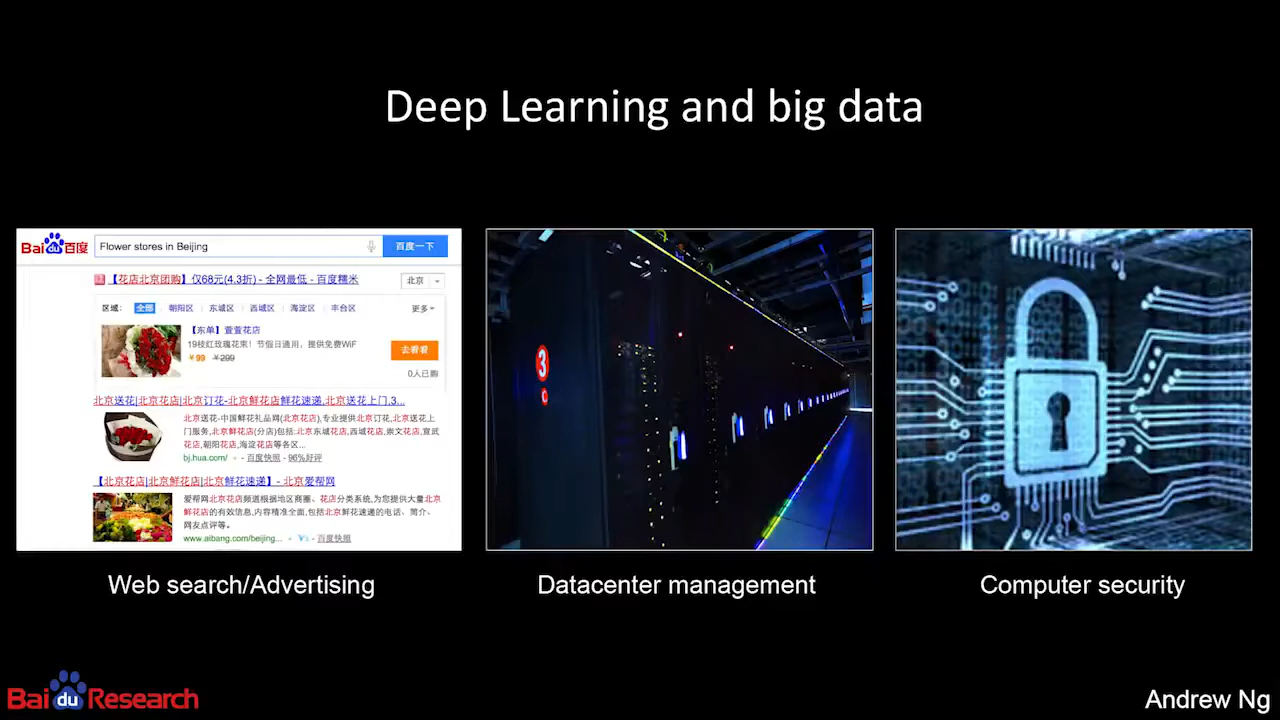 Deep Learning and big data
Bai du 百度
Flower stores in Beijing
百度一下
【花店北京团购】仅68元(4.3折) - 全网最低 - 百度糯米
北京
区域： 全部 朝阳区 东城区 西城区 海淀区 丰台区 更多
【东单】萱萱花店
19枝红玫瑰花束！节假日通用，提供免费WiF
¥99 ¥299
去看看
0人已购
北京送花|北京花店|北京订花-北京鲜花店鲜花速递,北京送花上门,3...
北京送花-中国鲜花礼品网(北京花店),专业提供北京订花,北京送花上
门服务,北京鲜花店(分店)包括:北京东城花店,西城花店,崇文花店,宣武
花店,朝阳花店,海淀花店等各区...
bj.hua.com/ - 百度快照 - 96%好评
【北京花店|北京鲜花店|北京鲜花速递】- 北京爱帮网
爱帮网北京花店频道根据地区商圈、花店分类系统,为您提供大量北京
鲜花店的有效信息,内容精准全面,包括北京鲜花速递的电话、简介、
网友点评等。
www.aibang.com/beijing... - 百度快照
3
C
Web search/Advertising
Datacenter management
Computer security
Bai du Research
Andrew Ng